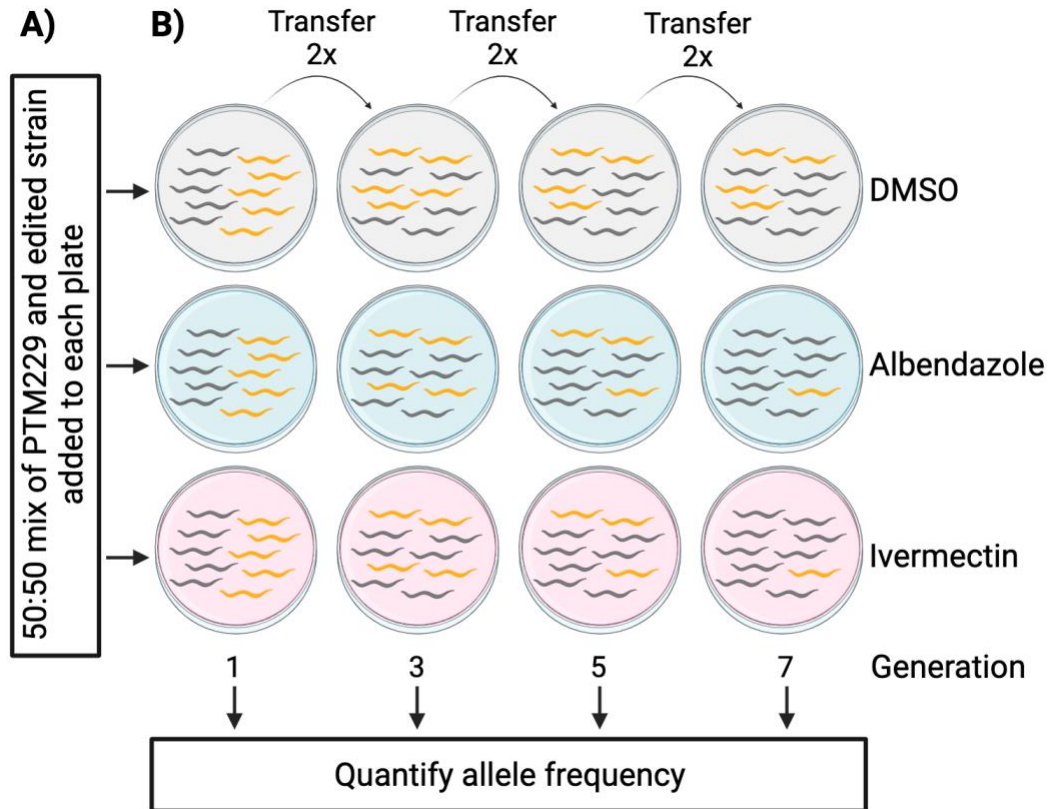 A)
B)
Transfer
2x
Transfer
2x
Transfer
2x
50:50 mix of PTM229 and edited strain
added to each plate
DMSO
Albendazole
Ivermectin
1 3 5 7 Generation
Quantify allele frequency